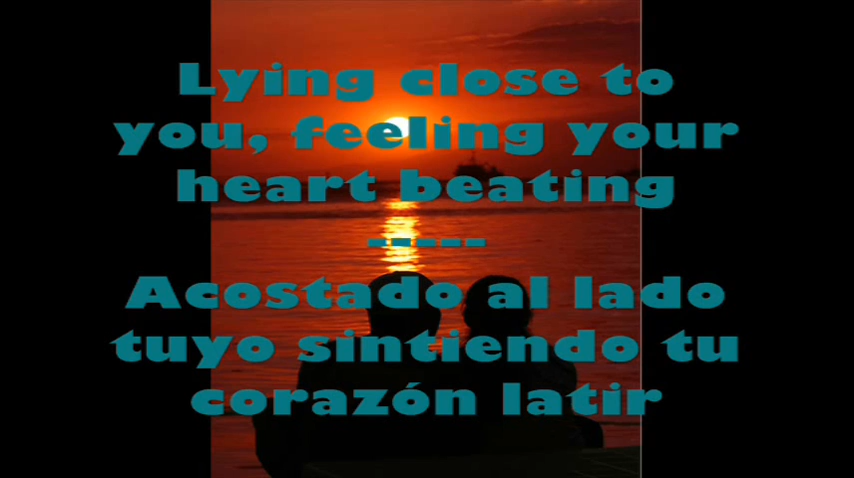 Lying close to
you, feeling your
heart beating
-----
Acostado al lado
tuyo sintiendo tu
corazón latir